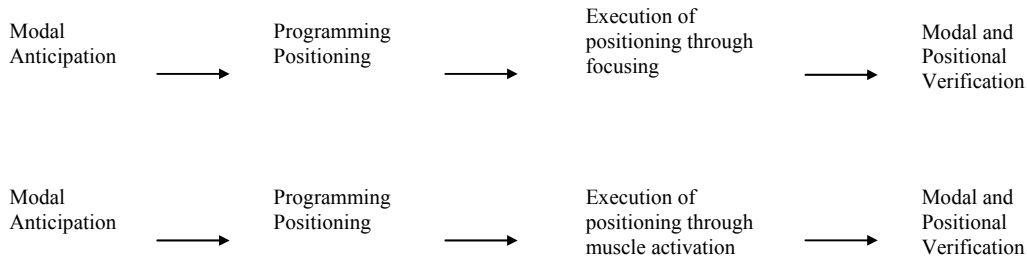 Modal
Anticipation
Programming
Positioning
Execution of
positioning through
focusing
Modal and
Positional
Verification
Modal
Anticipation
Programming
Positioning
Execution of
positioning through
muscle activation
Modal and
Positional
Verification